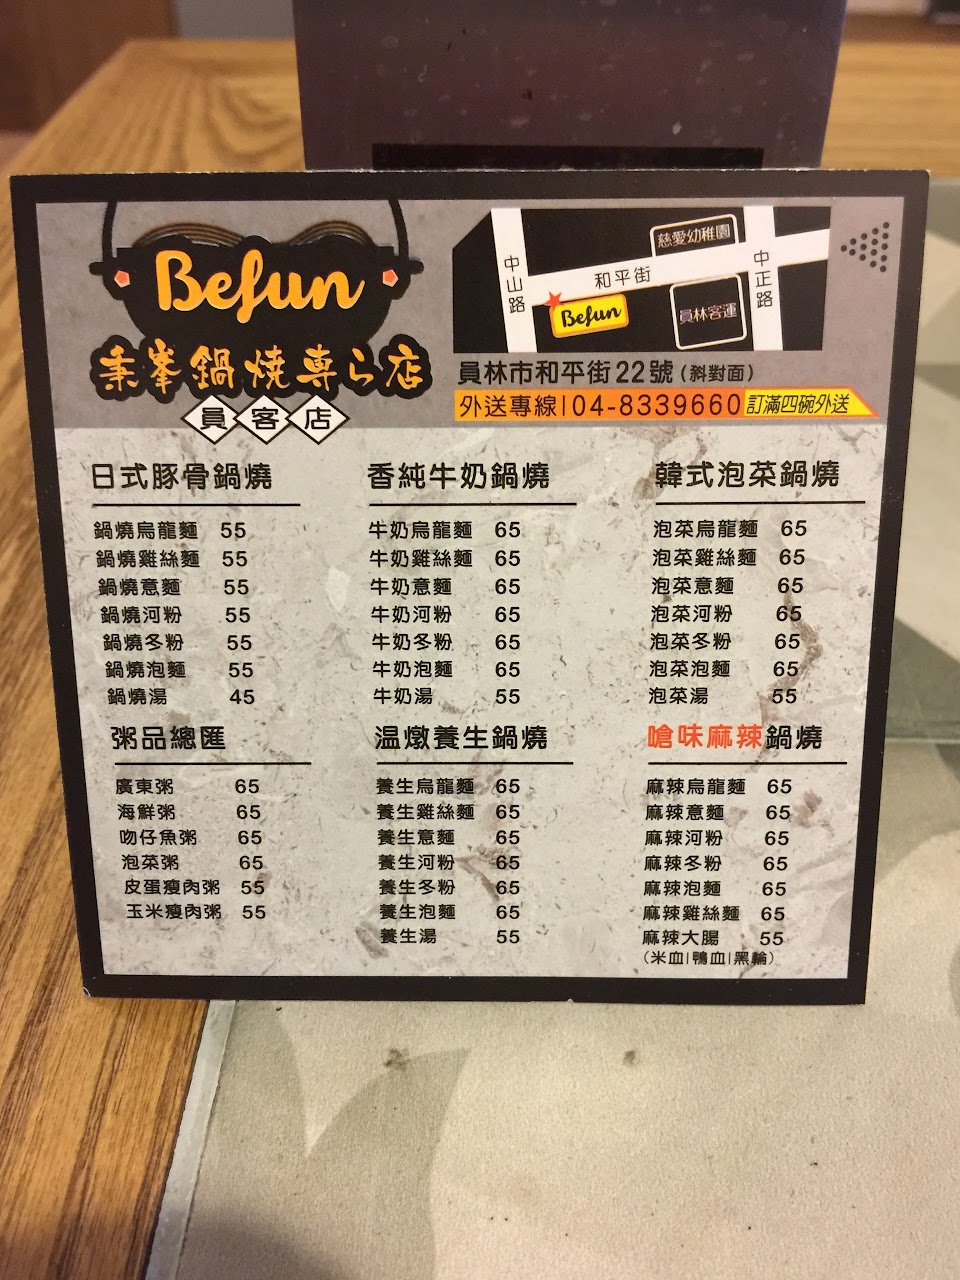 Befun
秉峯鍋燒専ら店
員客店
慈愛幼稚園
中山路
和平街
中正路
Befun
員林客運
員林市和平街22號(斜對面)
外送專線|04-8339660 訂滿四碗外送
日式豚骨鍋燒
鍋燒烏龍麵 55
鍋燒雞絲麵 55
鍋燒意麵 55
鍋燒河粉 55
鍋燒冬粉 55
鍋燒泡麵 55
鍋燒湯 45
香純牛奶鍋燒
牛奶烏龍麵 65
牛奶雞絲麵 65
牛奶意麵 65
牛奶河粉 65
牛奶冬粉 65
牛奶泡麵 65
牛奶湯 55
韓式泡菜鍋燒
泡菜烏龍麵 65
泡菜雞絲麵 65
泡菜意麵 65
泡菜河粉 65
泡菜冬粉 65
泡菜泡麵 65
泡菜湯 55
粥品總匯
廣東粥 65
海鮮粥 65
吻仔魚粥 65
泡菜粥 65
皮蛋瘦肉粥 55
玉米瘦肉粥 55
温燉養生鍋燒
養生烏龍麵 65
養生雞絲麵 65
養生意麵 65
養生河粉 65
養生冬粉 65
養生泡麵 65
養生湯 55
嗆味麻辣鍋燒
麻辣烏龍麵 65
麻辣意麵 65
麻辣河粉 65
麻辣冬粉 65
麻辣泡麵 65
麻辣雞絲麵 65
麻辣大腸 55
(米血|鴨血|黑輪)